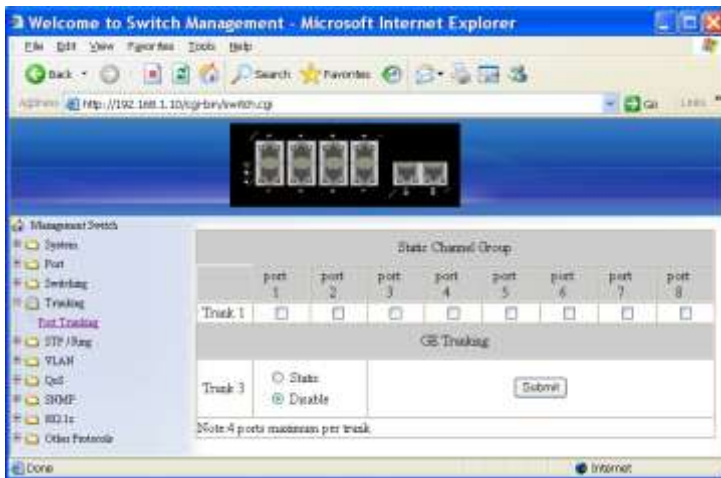 Welcome to Switch Management - Microsoft Internet Explorer
File Edit View Favorites Tools Help
Back Search Favorites
Address http://192.168.1.10/cgi-bin/switch.cgi Go Links
Management Switch
System
Port
Switching
Trunking
Port Trunking
STP / Ring
VLAN
QoS
SNMP
802.1x
Other Protocols
Static Channel Group
port 1 port 2 port 3 port 4 port 5 port 6 port 7 port 8
Trunk 1
GE Trunking
Trunk 3
Static
Disable
Submit
Note:4 ports maximum per trunk
Done
Internet